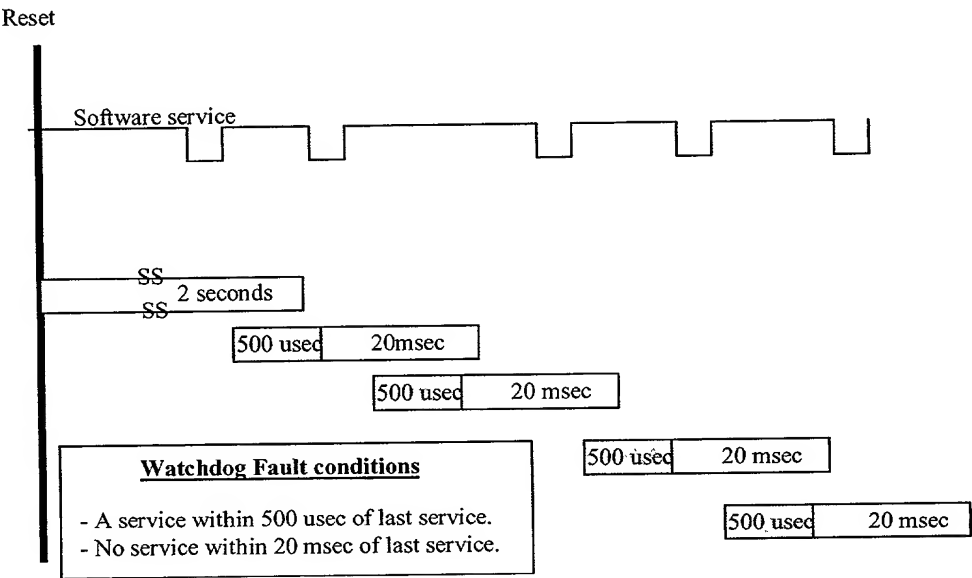 Reset
Software service
SS
2 seconds
SS
500 usec 20msec
500 usec 20 msec
500 usec 20 msec
500 usec 20 msec
Watchdog Fault conditions
- A service within 500 usec of last service.
- No service within 20 msec of last service.